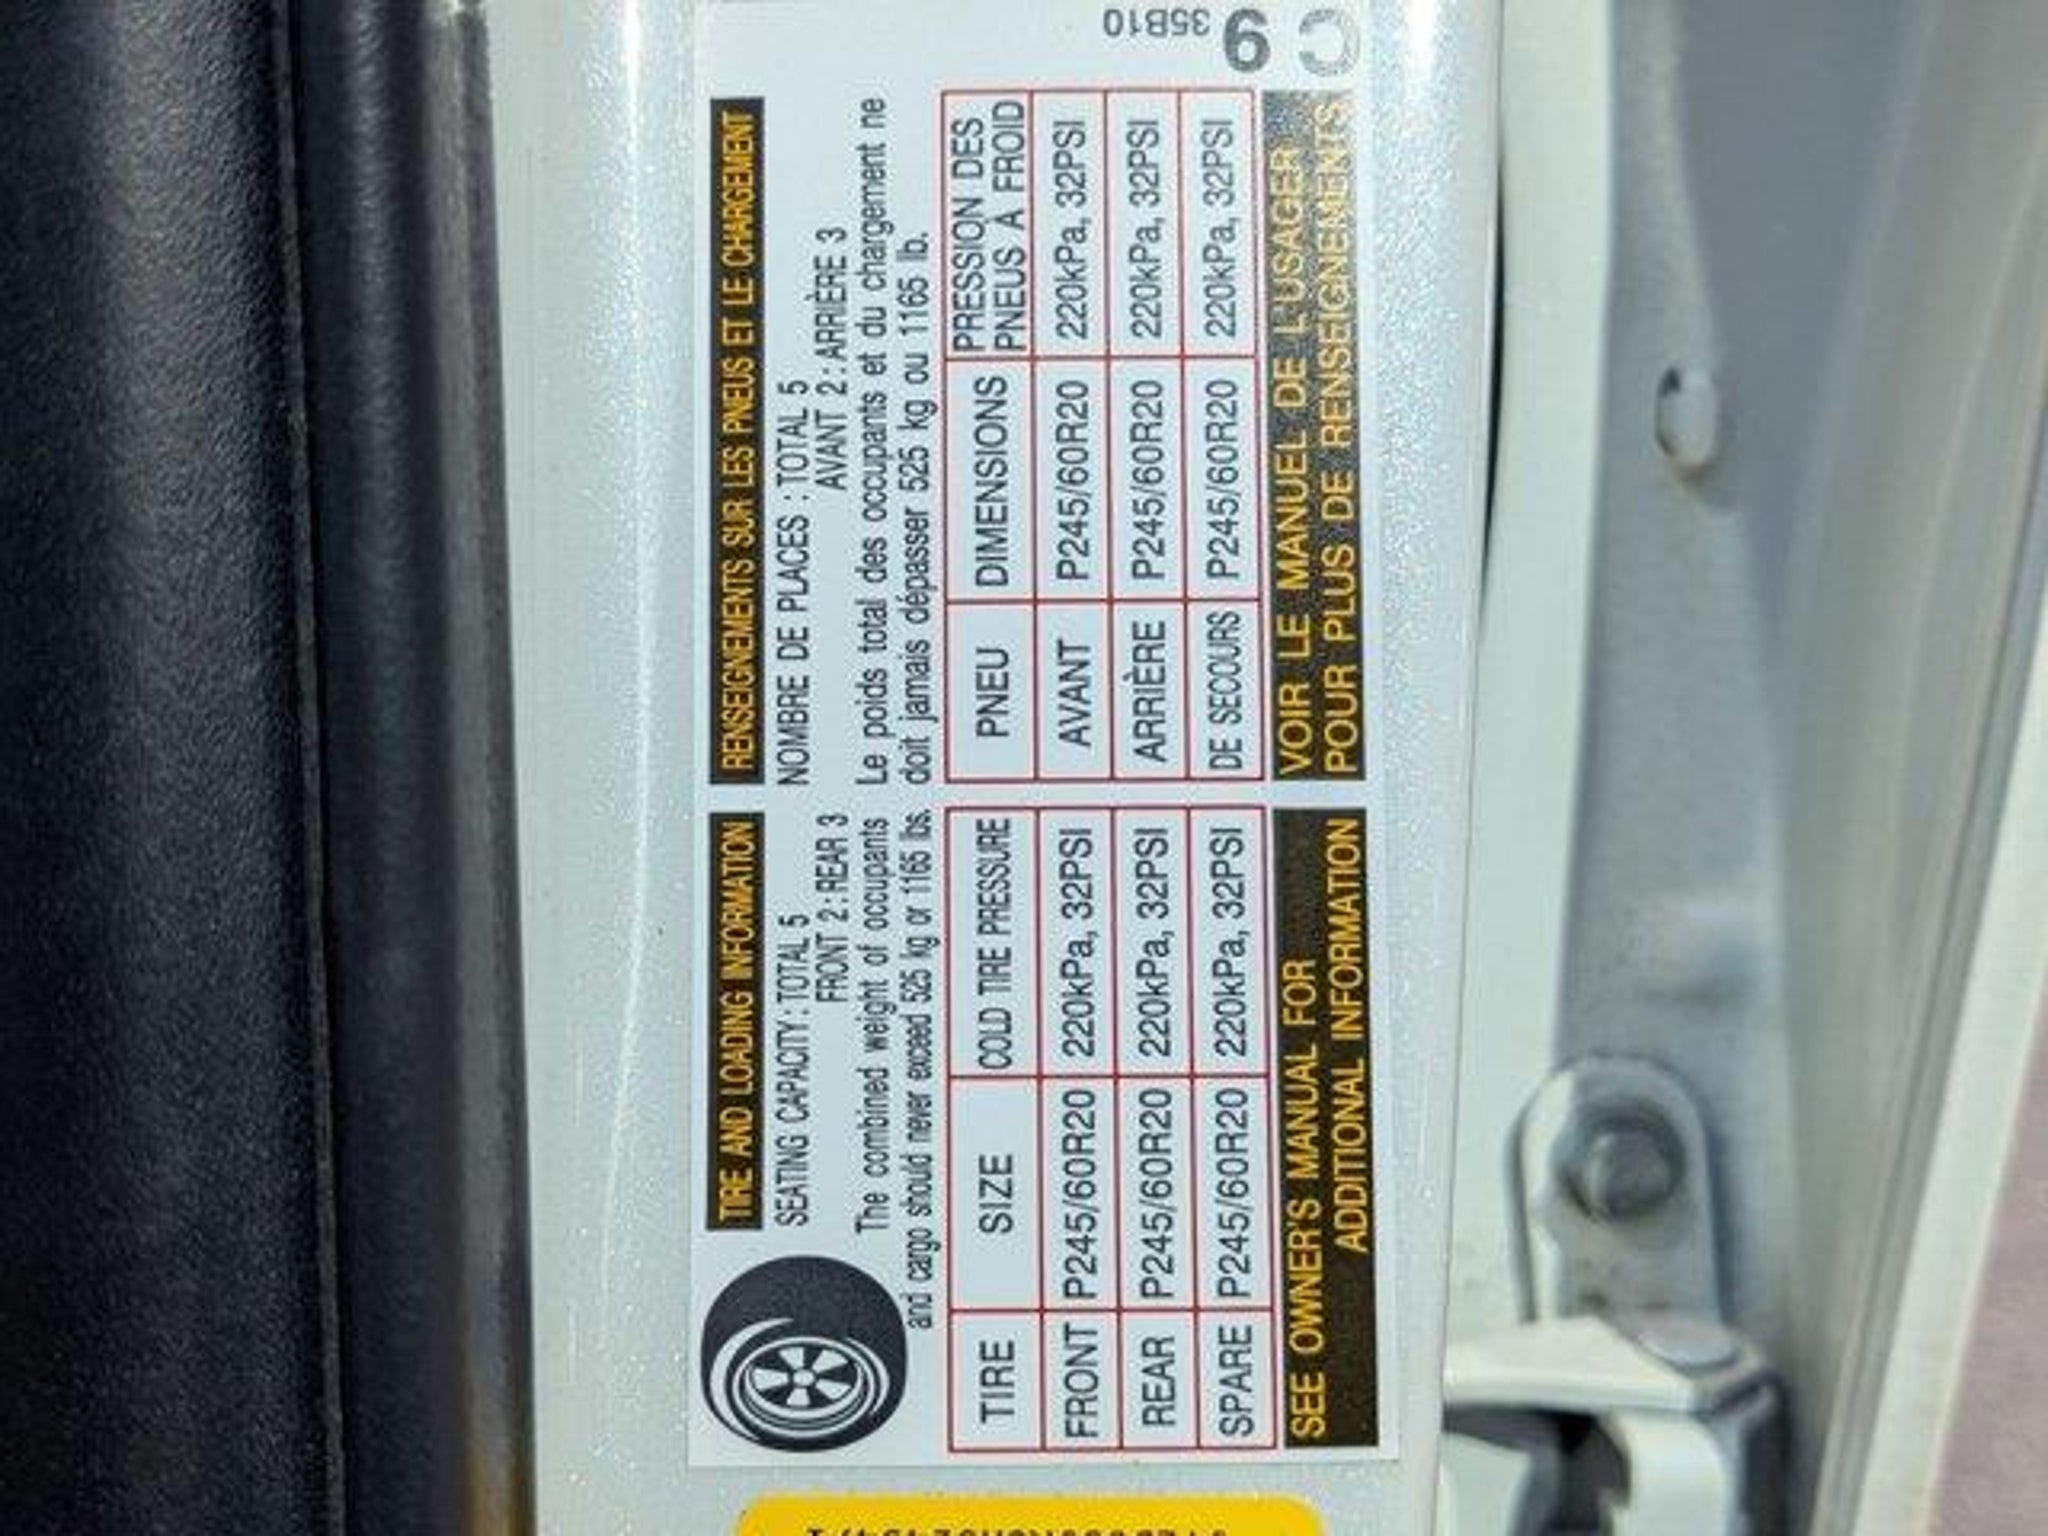 TIRE AND LOADING INFORMATION
SEATING CAPACITY : TOTAL 5
FRONT 2 : REAR 3
The combined weight of occupants
and cargo should never exceed 525 kg or 1165 lbs.
TIRE SIZE COLD TIRE PRESSURE
FRONT P245/60R20 220kPa, 32PSI
REAR P245/60R20 220kPa, 32PSI
SPARE P245/60R20 220kPa, 32PSI
SEE OWNER'S MANUAL FOR
ADDITIONAL INFORMATION
RENSEIGNEMENTS SUR LES PNEUS ET LE CHARGEMENT
NOMBRE DE PLACES : TOTAL 5
AVANT 2 : ARRIÈRE 3
Le poids total des occupants et du chargement ne
doit jamais dépasser 525 kg ou 1165 lb.
PNEU DIMENSIONS PRESSION DES
PNEUS À FROID
AVANT P245/60R20 220kPa, 32PSI
ARRIÈRE P245/60R20 220kPa, 32PSI
DE SECOURS P245/60R20 220kPa, 32PSI
VOIR LE MANUEL DE L'USAGER
POUR PLUS DE RENSEIGNEMENTS
C 9 35B10